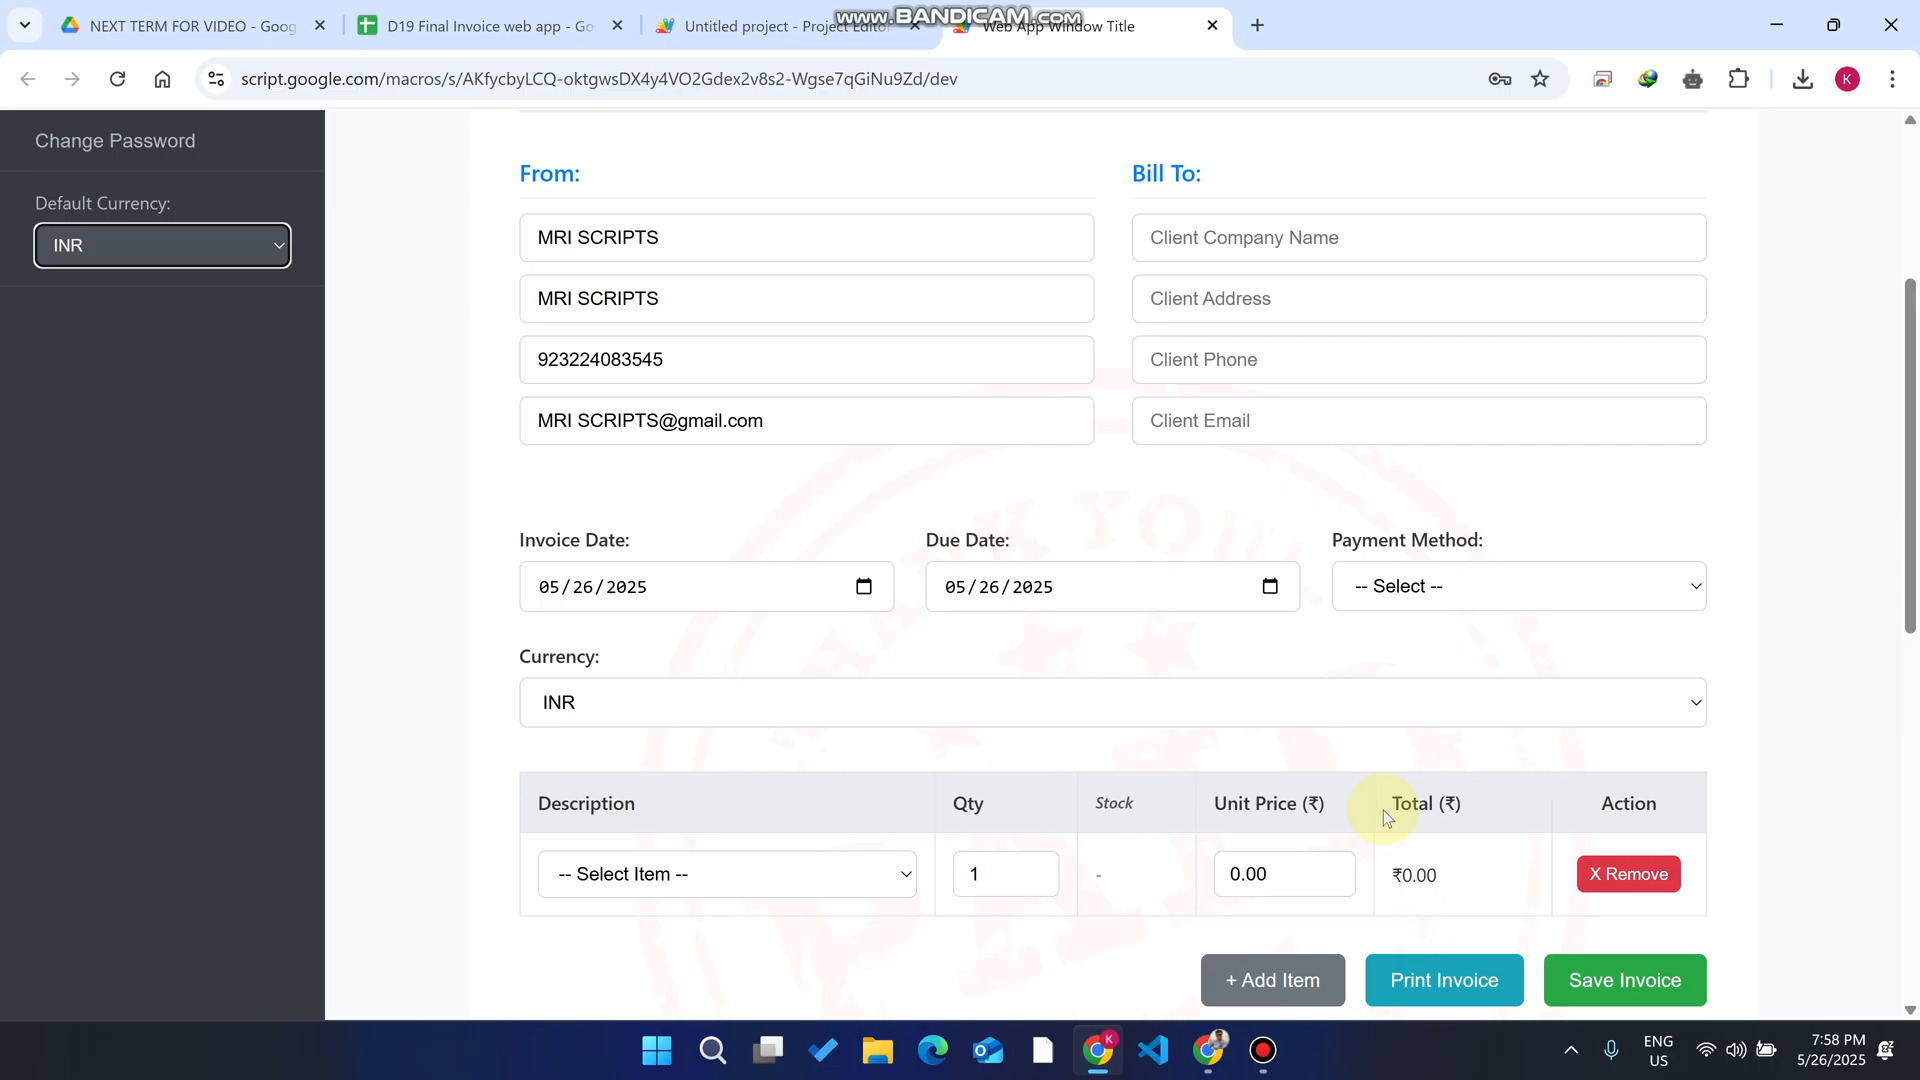 www.BANDICAM.com
NEXT TERM FOR VIDEO - Goog
D19 Final Invoice web app - Go
Untitled project - Project Editor
Web App Window Title
script.google.com/macros/s/AKfycbyLCQ-oktgwsDX4y4VO2Gdex2v8s2-Wgse7qGiNu9Zd/dev
K
Change Password
Default Currency:
INR
From:
Bill To:
MRI SCRIPTS
Client Company Name
MRI SCRIPTS
Client Address
923224083545
Client Phone
MRI SCRIPTS@gmail.com
Client Email
THANK YOU
Invoice Date:
Due Date:
Payment Method:
05/26/2025
05/26/2025
-- Select --
Currency:
INR
Description
Qty
Stock
Unit Price (₹)
Total (₹)
Action
-- Select Item --
1
-
0.00
₹0.00
X Remove
PAID
+ Add Item
Print Invoice
Save Invoice
K
ENG
US
7:58 PM
5/26/2025